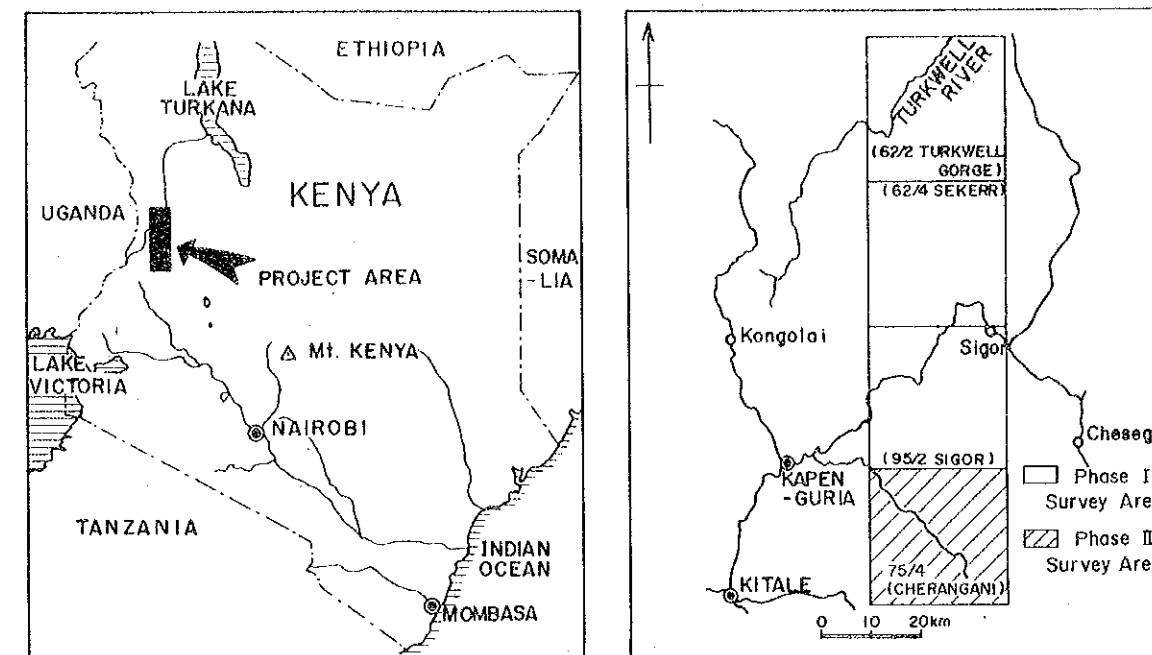 ETHIOPIA
LAKE
TURKANA
KENYA
UGANDA
SOMA
-LIA
PROJECT AREA
Mt. KENYA
LAKE
VICTORIA
NAIROBI
TANZANIA
INDIAN
OCEAN
MOMBASA
TURKWELL
RIVER
(62/2 TURKWELL
GORGE)
(62/4 SEKERR)
Kongolai
Sigor
Cheseg
(95/2 SIGOR)
KAPEN
-GURIA
Phase I
Survey Are
Phase II
Survey Are
75/4
(CHERANGANI)
KITALE
0 10 20km